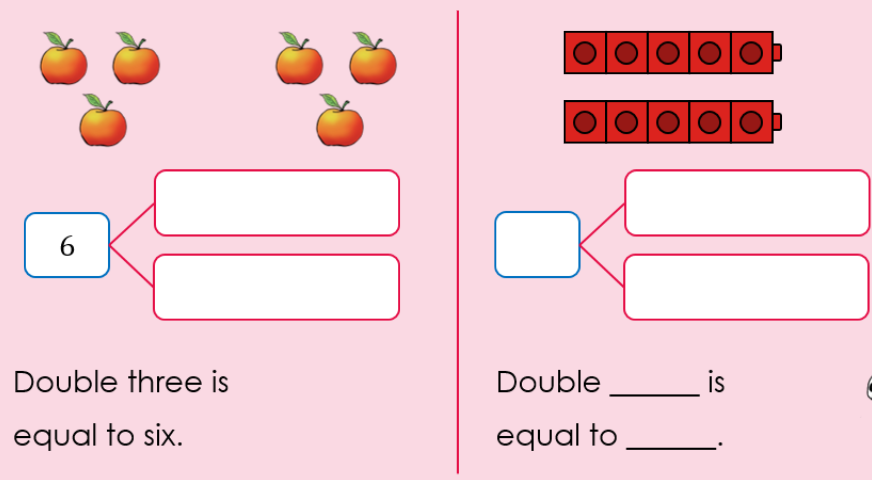 6
Double three is
equal to six.
Double ______ is
equal to ______.